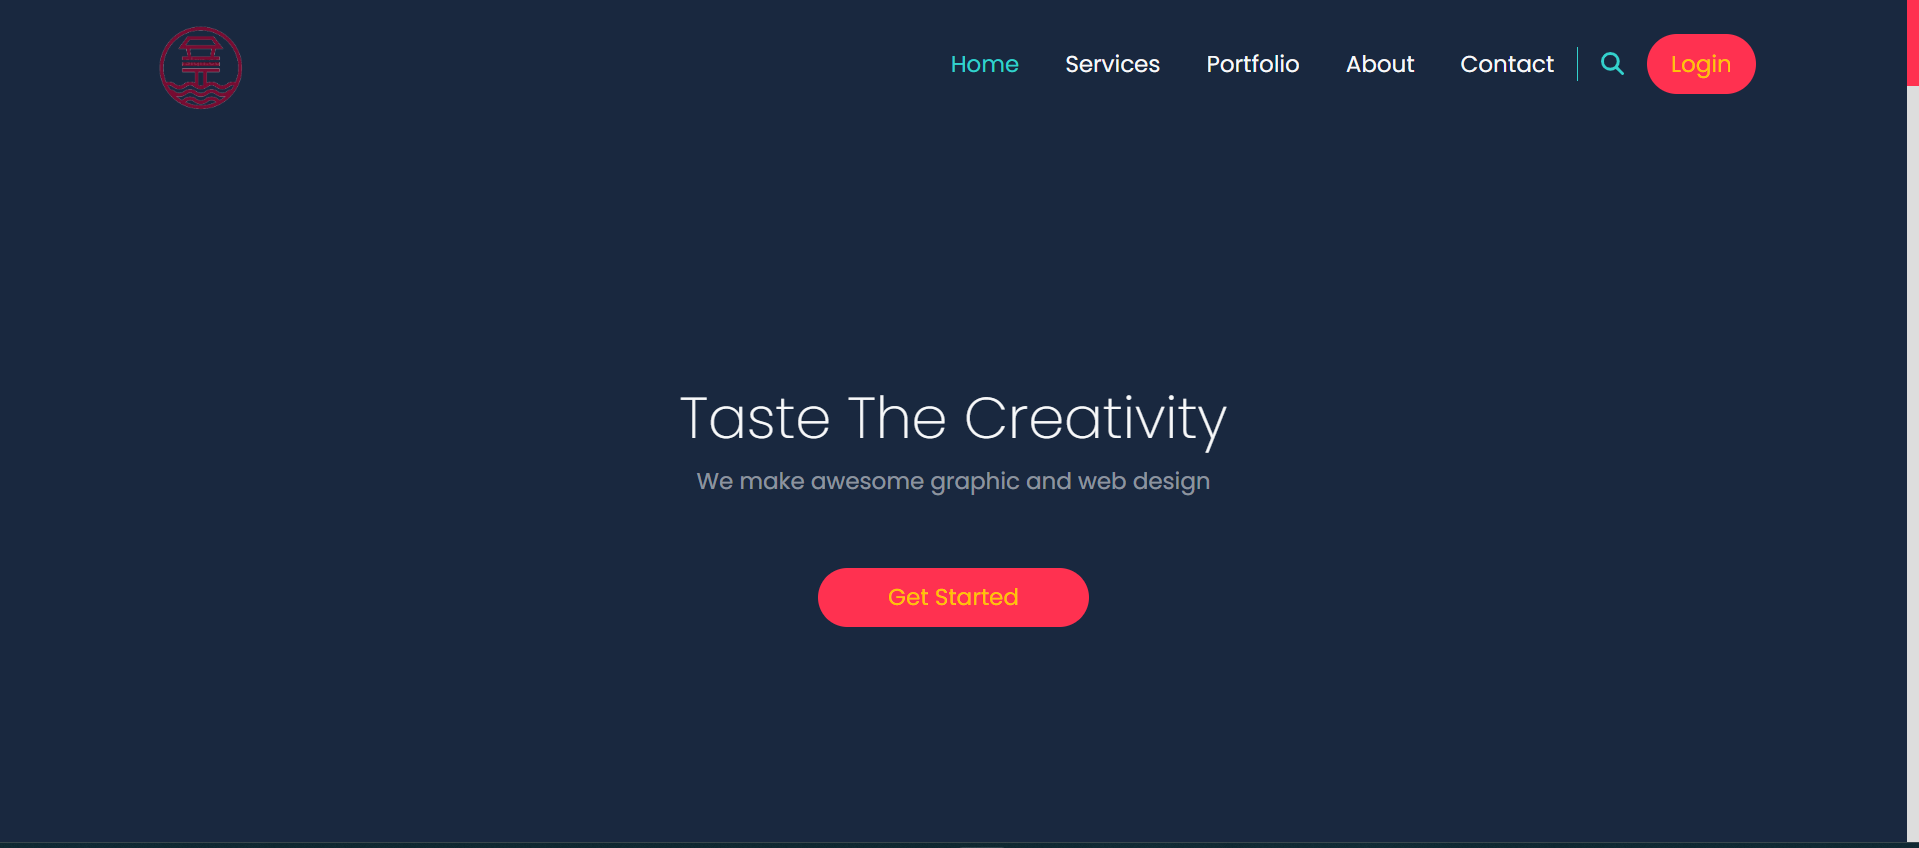 Home Services Portfolio About Contact Login
Taste The Creativity
We make awesome graphic and web design
Get Started